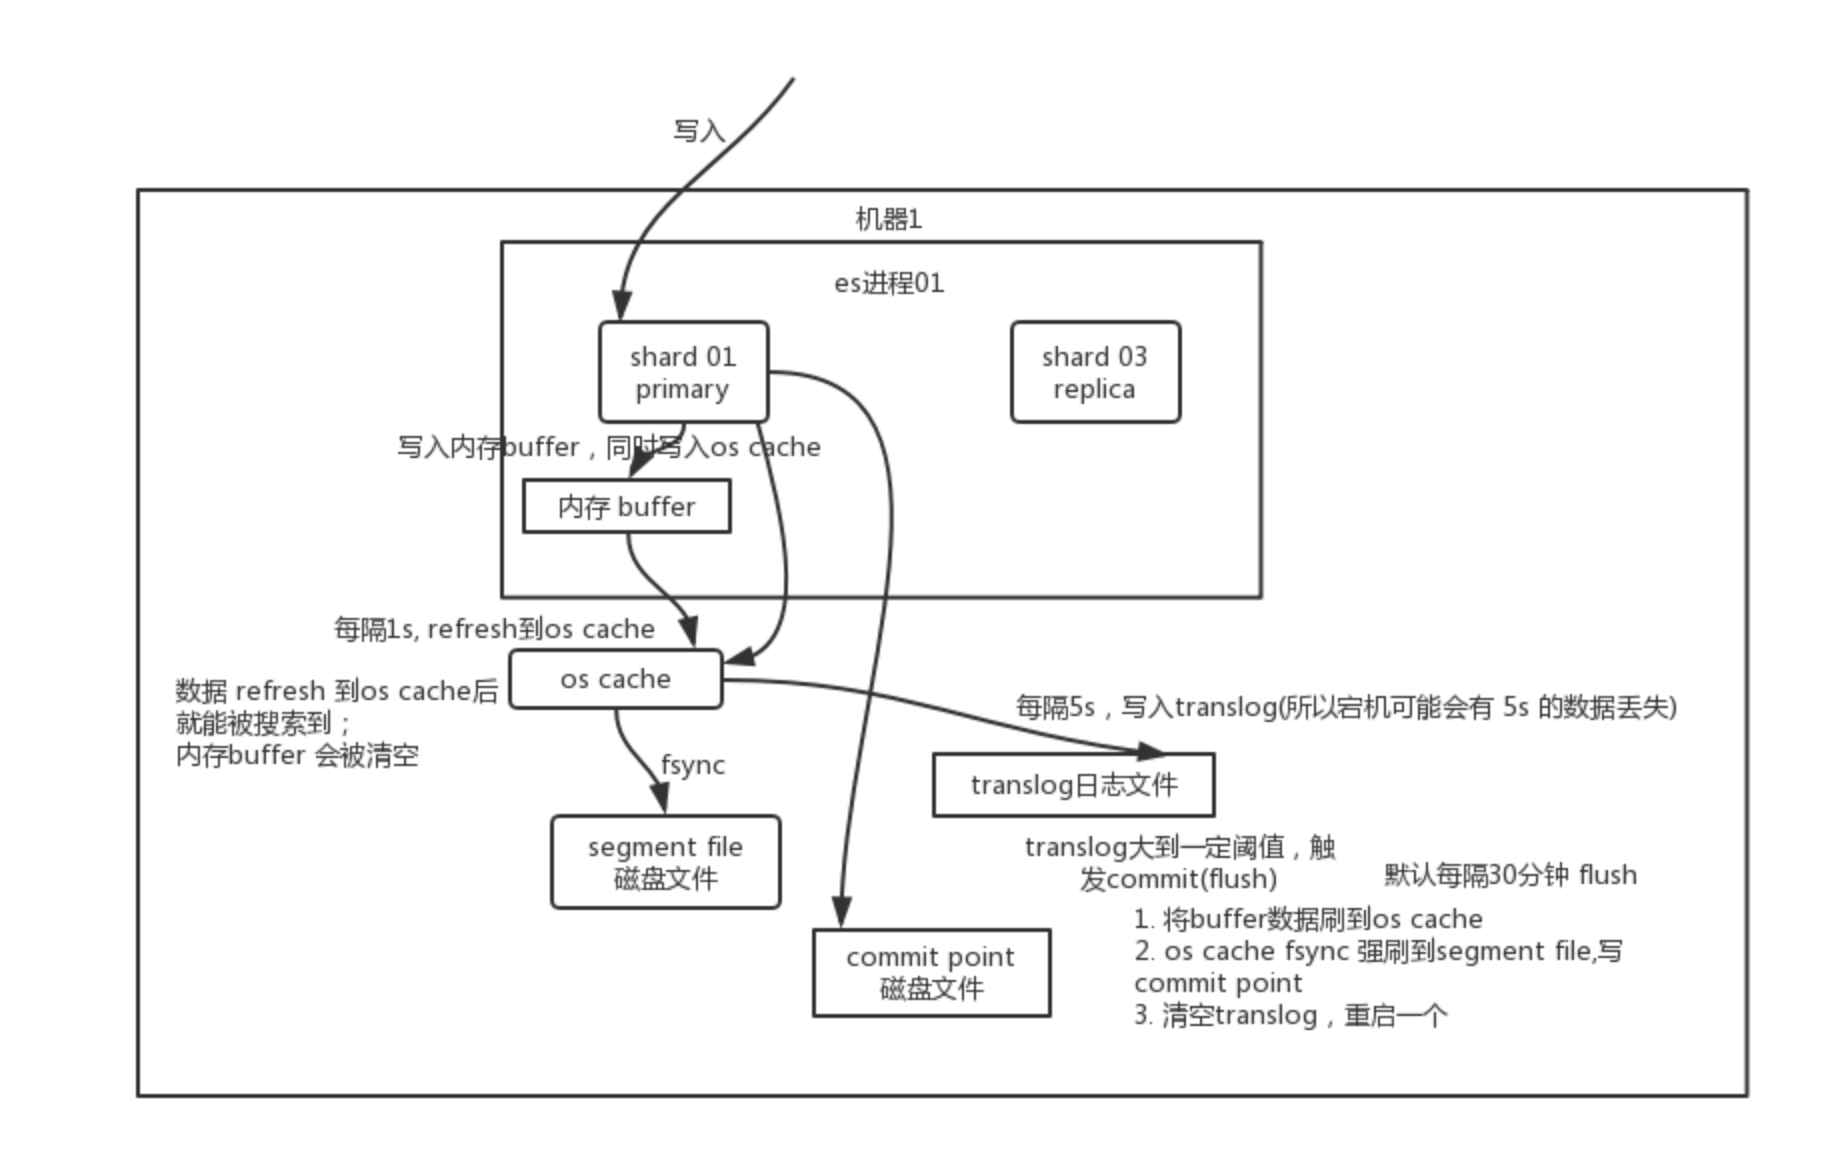 写入
机器1
es进程01
shard 01
primary
shard 03
replica
写入内存buffer，同时写入os cache
内存 buffer
每隔1s, refresh到os cache
os cache
数据 refresh 到os cache后
就能被搜索到；
内存buffer 会被清空
每隔5s，写入translog(所以宕机可能会有 5s 的数据丢失)
fsync
translog日志文件
segment file
磁盘文件
translog大到一定阈值，触
发commit(flush)
默认每隔30分钟 flush
1. 将buffer数据刷到os cache
2. os cache fsync 强刷到segment file,写
commit point
3. 清空translog，重启一个
commit point
磁盘文件